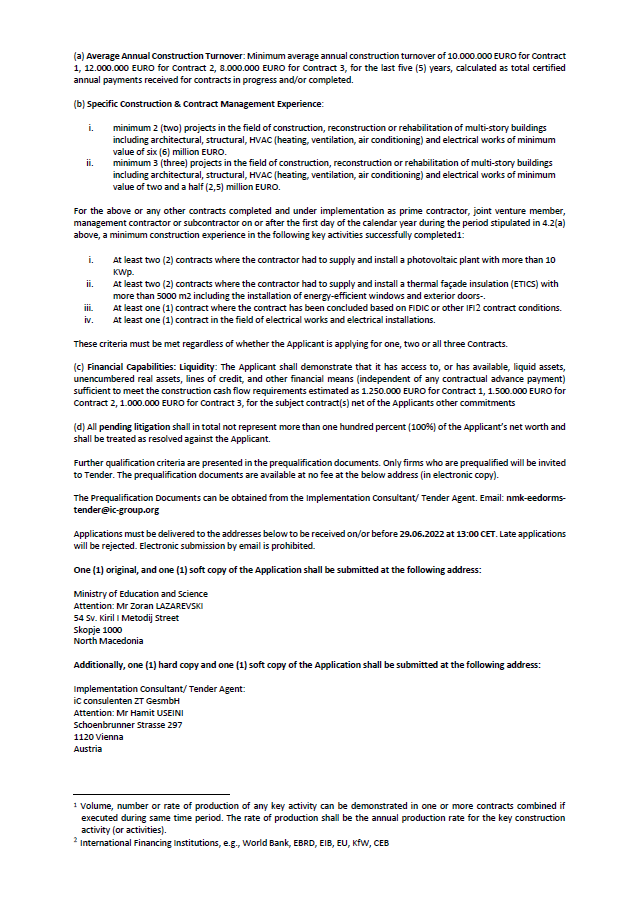 (a) Average Annual Construction Turnover: Minimum average annual construction turnover of 10.000.000 EURO for Contract
1, 12.000.000 EURO for Contract 2, 8.000.000 EURO for Contract 3, for the last five (5) years, calculated as total certified
annual payments received for contracts in progress and/or completed.
(b) Specific Construction & Contract Management Experience:
i. minimum 2 (two) projects in the field of construction, reconstruction or rehabilitation of multi-story buildings
including architectural, structural, HVAC (heating, ventilation, air conditioning) and electrical works of minimum
value of six (6) million EURO.
ii. minimum 3 (three) projects in the field of construction, reconstruction or rehabilitation of multi-story buildings
including architectural, structural, HVAC (heating, ventilation, air conditioning) and electrical works of minimum
value of two and a half (2,5) million EURO.
For the above or any other contracts completed and under implementation as prime contractor, joint venture member,
management contractor or subcontractor on or after the first day of the calendar year during the period stipulated in 4.2(a)
above, a minimum construction experience in the following key activities successfully completed1:
i. At least two (2) contracts where the contractor had to supply and install a photovoltaic plant with more than 10
KWp.
ii. At least two (2) contracts where the contractor had to supply and install a thermal façade insulation (ETICS) with
more than 5000 m2 including the installation of energy-efficient windows and exterior doors-.
iii. At least one (1) contract where the contract has been concluded based on FIDIC or other IFI2 contract conditions.
iv. At least one (1) contract in the field of electrical works and electrical installations.
These criteria must be met regardless of whether the Applicant is applying for one, two or all three Contracts.
(c) Financial Capabilities: Liquidity: The Applicant shall demonstrate that it has access to, or has available, liquid assets,
unencumbered real assets, lines of credit, and other financial means (independent of any contractual advance payment)
sufficient to meet the construction cash flow requirements estimated as 1.250.000 EURO for Contract 1, 1.500.000 EURO for
Contract 2, 1.000.000 EURO for Contract 3, for the subject contract(s) net of the Applicants other commitments
(d) All pending litigation shall in total not represent more than one hundred percent (100%) of the Applicant's net worth and
shall be treated as resolved against the Applicant.
Further qualification criteria are presented in the prequalification documents. Only firms who are prequalified will be invited
to Tender. The prequalification documents are available at no fee at the below address (in electronic copy).
The Prequalification Documents can be obtained from the Implementation Consultant/ Tender Agent. Email: nmk-eedorms-
tender@ic-group.org
Applications must be delivered to the addresses below to be received on/or before 29.06.2022 at 13:00 CET. Late applications
will be rejected. Electronic submission by email is prohibited.
One (1) original, and one (1) soft copy of the Application shall be submitted at the following address:
Ministry of Education and Science
Attention: Mr Zoran LAZAREVSKI
54 Sv. Kiril I Metodij Street
Skopje 1000
North Macedonia
Additionally, one (1) hard copy and one (1) soft copy of the Application shall be submitted at the following address:
Implementation Consultant/ Tender Agent:
iC consulenten ZT GesmbH
Attention: Mr Hamit USEINI
Schoenbrunner Strasse 297
1120 Vienna
Austria
1 Volume, number or rate of production of any key activity can be demonstrated in one or more contracts combined if
executed during same time period. The rate of production shall be the annual production rate for the key construction
activity (or activities).
2 International Financing Institutions, e.g., World Bank, EBRD, EIB, EU, KfW, CEB